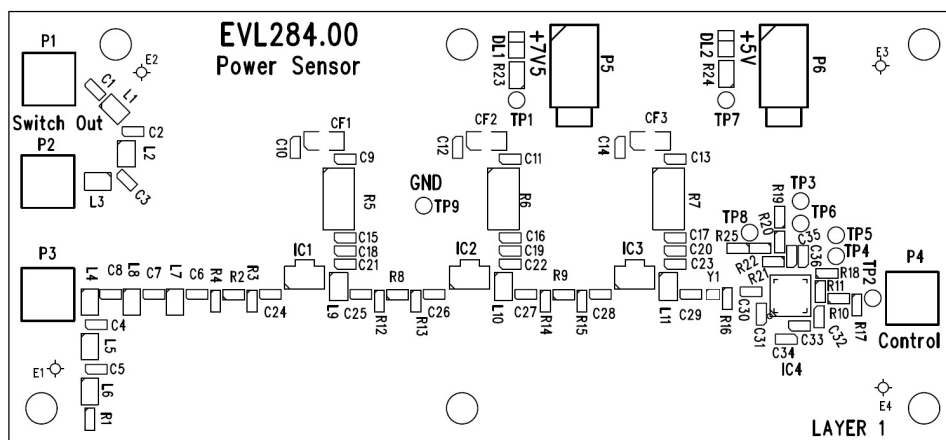 EVL284.00
Power Sensor
P1
E2
C1
L1
Switch Out
C2
P2
L2
L3
C3
DL1
+7V5
R23
P5
TP1
DL2
+5V
R24
P6
TP7
E3
C10
CF1
C9
R5
C12
CF2
C11
R6
C14
CF3
C13
R7
GND
TP9
C15
C18
C21
C16
C19
C22
C17
C20
C23
IC1
IC2
IC3
R19
TP3
TP6
TP8
R20
R25
C35
C36
TP5
TP4
R22
R21
R18
TP2
P4
P3
L4
C8
L8
C7
L7
C6
R4
R2
R3
C24
L9
C25
R12
R8
R13
C26
L10
C27
R14
R9
R15
C28
L11
C29
Y1
R16
C30
C31
R11
R10
R17
C32
C33
C34
IC4
Control
C4
L5
C5
E1
L6
R1
E4
LAYER 1